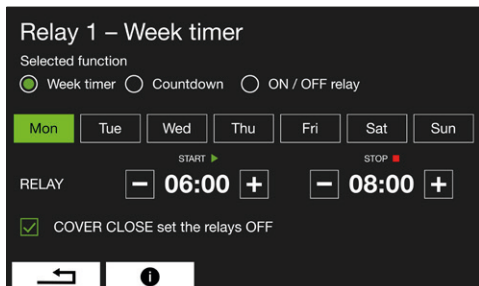 Relay 1 – Week timer
Selected function
Week timer Countdown ON / OFF relay
Mon Tue Wed Thu Fri Sat Sun
START STOP
RELAY − 06:00 + − 08:00 +
COVER CLOSE set the relays OFF
i